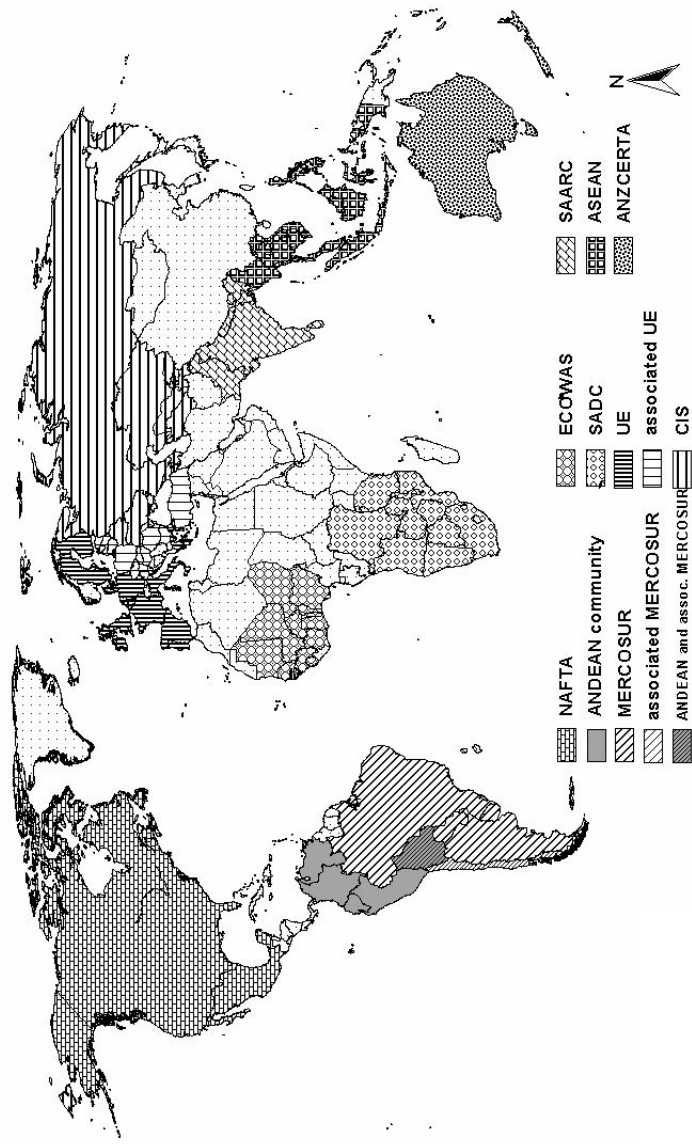 N
NAFTA
ANDEAN community
MERCOSUR
associated MERCOSUR
ANDEAN and assoc. MERCOSUR
ECOWAS
SADC
UE
associated UE
CIS
SAARC
ASEAN
ANZCERTA